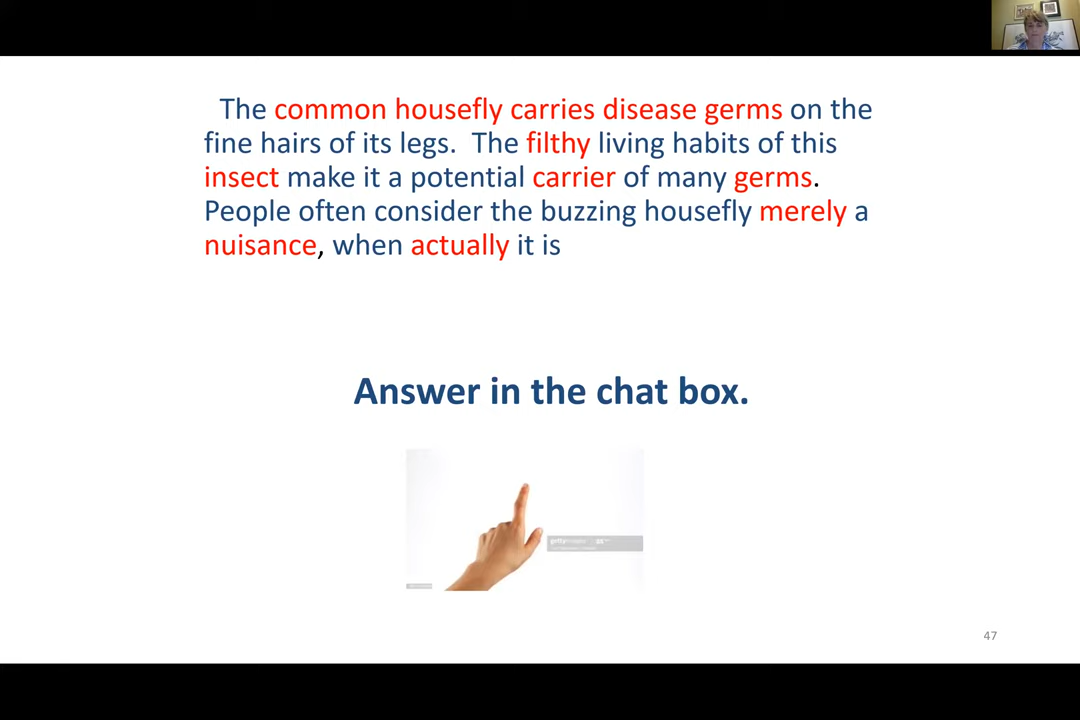 The common housefly carries disease germs on the
fine hairs of its legs. The filthy living habits of this
insect make it a potential carrier of many germs.
People often consider the buzzing housefly merely a
nuisance, when actually it is
Answer in the chat box.
gettyimages
47